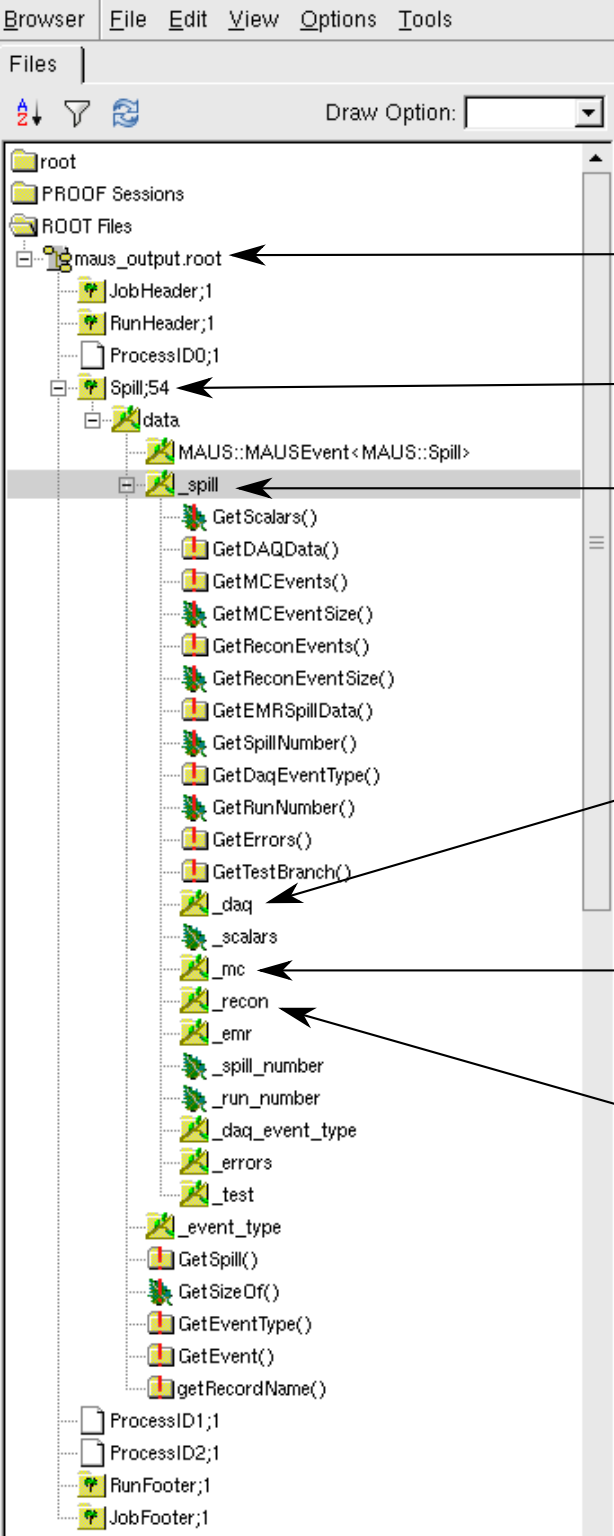 Browser File Edit View Options Tools
Files
A Z Draw Option:
root
PROOF Sessions
ROOT Files
maus_output.root
JobHeader;1
RunHeader;1
ProcessID0;1
Spill;54
data
MAUS::MAUSEvent<MAUS::Spill>
_spill
GetScalars()
GetDAQData()
GetMCEvents()
GetMCEventSize()
GetReconEvents()
GetReconEventSize()
GetEMRSpillData()
GetSpillNumber()
GetDaqEventType()
GetRunNumber()
GetErrors()
GetTestBranch()
_daq
_scalars
_mc
_recon
_emr
_spill_number
_run_number
_daq_event_type
_errors
_test
_event_type
GetSpill()
GetSizeOf()
GetEventType()
GetEvent()
getRecordName()
ProcessID1;1
ProcessID2;1
RunFooter;1
JobFooter;1